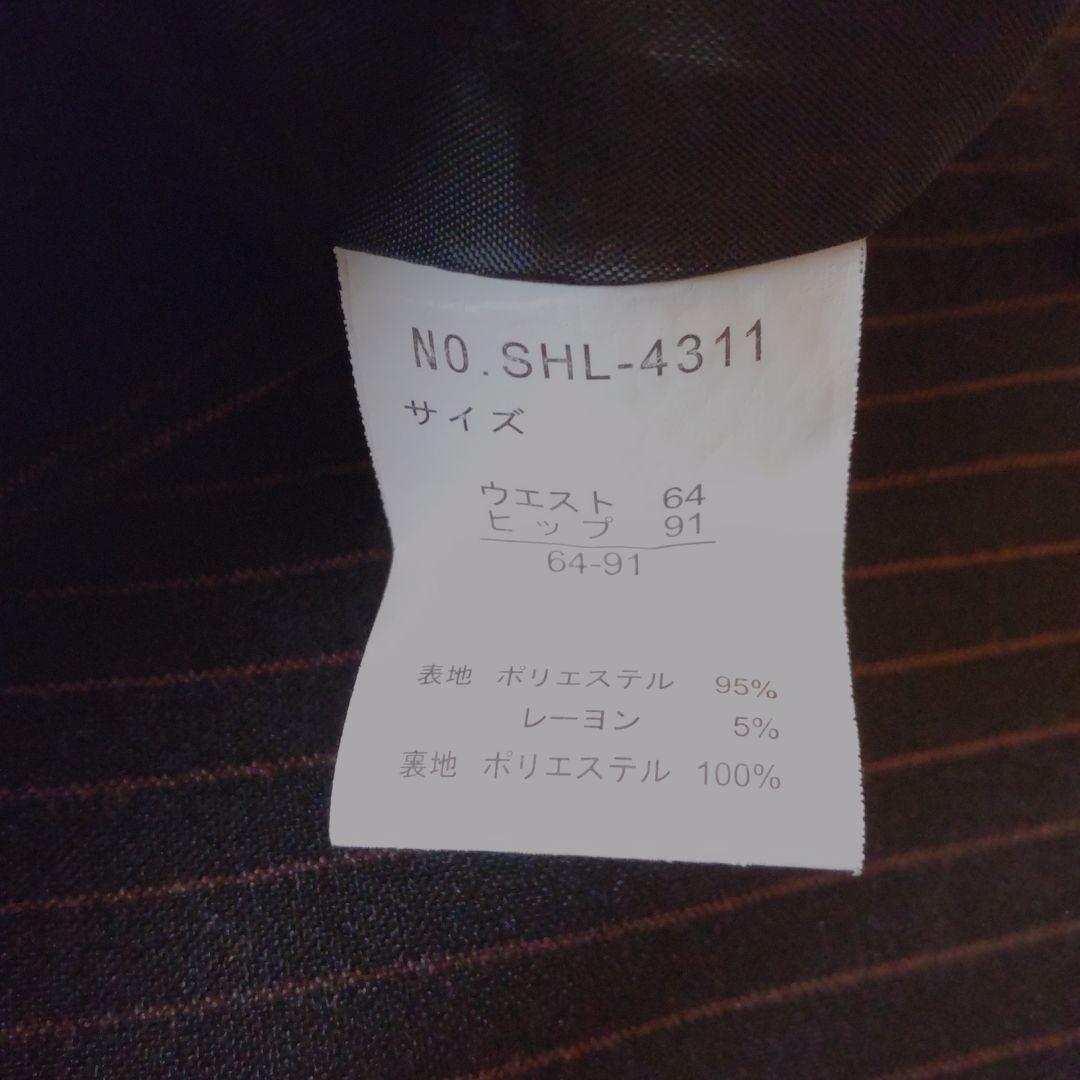 NO.SHL-4311
サイズ
ウエスト 64
ヒップ 91
64-91
表地 ポリエステル 95%
レーヨン 5%
裏地 ポリエステル 100%